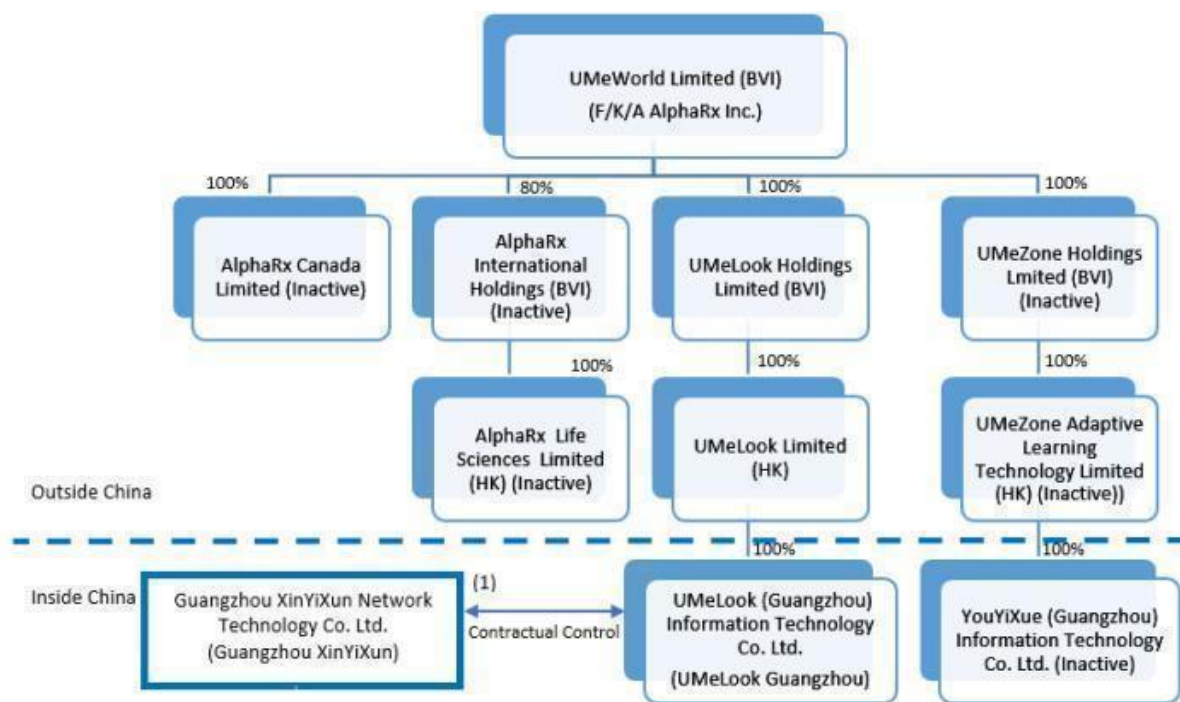 UMeWorld Limited (BVI)
(F/K/A AlphaRx Inc.)
100%
80%
100%
100%
AlphaRx Canada
Limited (Inactive)
AlphaRx
International
Holdings (BVI)
(Inactive)
UMeLook Holdings
Limited (BVI)
UMeZone Holdings
Lmited (BVI)
(Inactive)
100%
100%
100%
AlphaRx Life
Sciences Limited
(HK) (Inactive)
UMeLook Limited
(HK)
UMeZone Adaptive
Learning
Technology Limited
(HK) (Inactive))
Outside China
100%
100%
Inside China
Guangzhou XinYiXun Network
Technology Co. Ltd.
(Guangzhou XinYiXun)
(1)
Contractual Control
UMeLook (Guangzhou)
Information Technology
Co. Ltd.
(UMeLook Guangzhou)
YouYiXue (Guangzhou)
Information Technology
Co. Ltd. (Inactive)